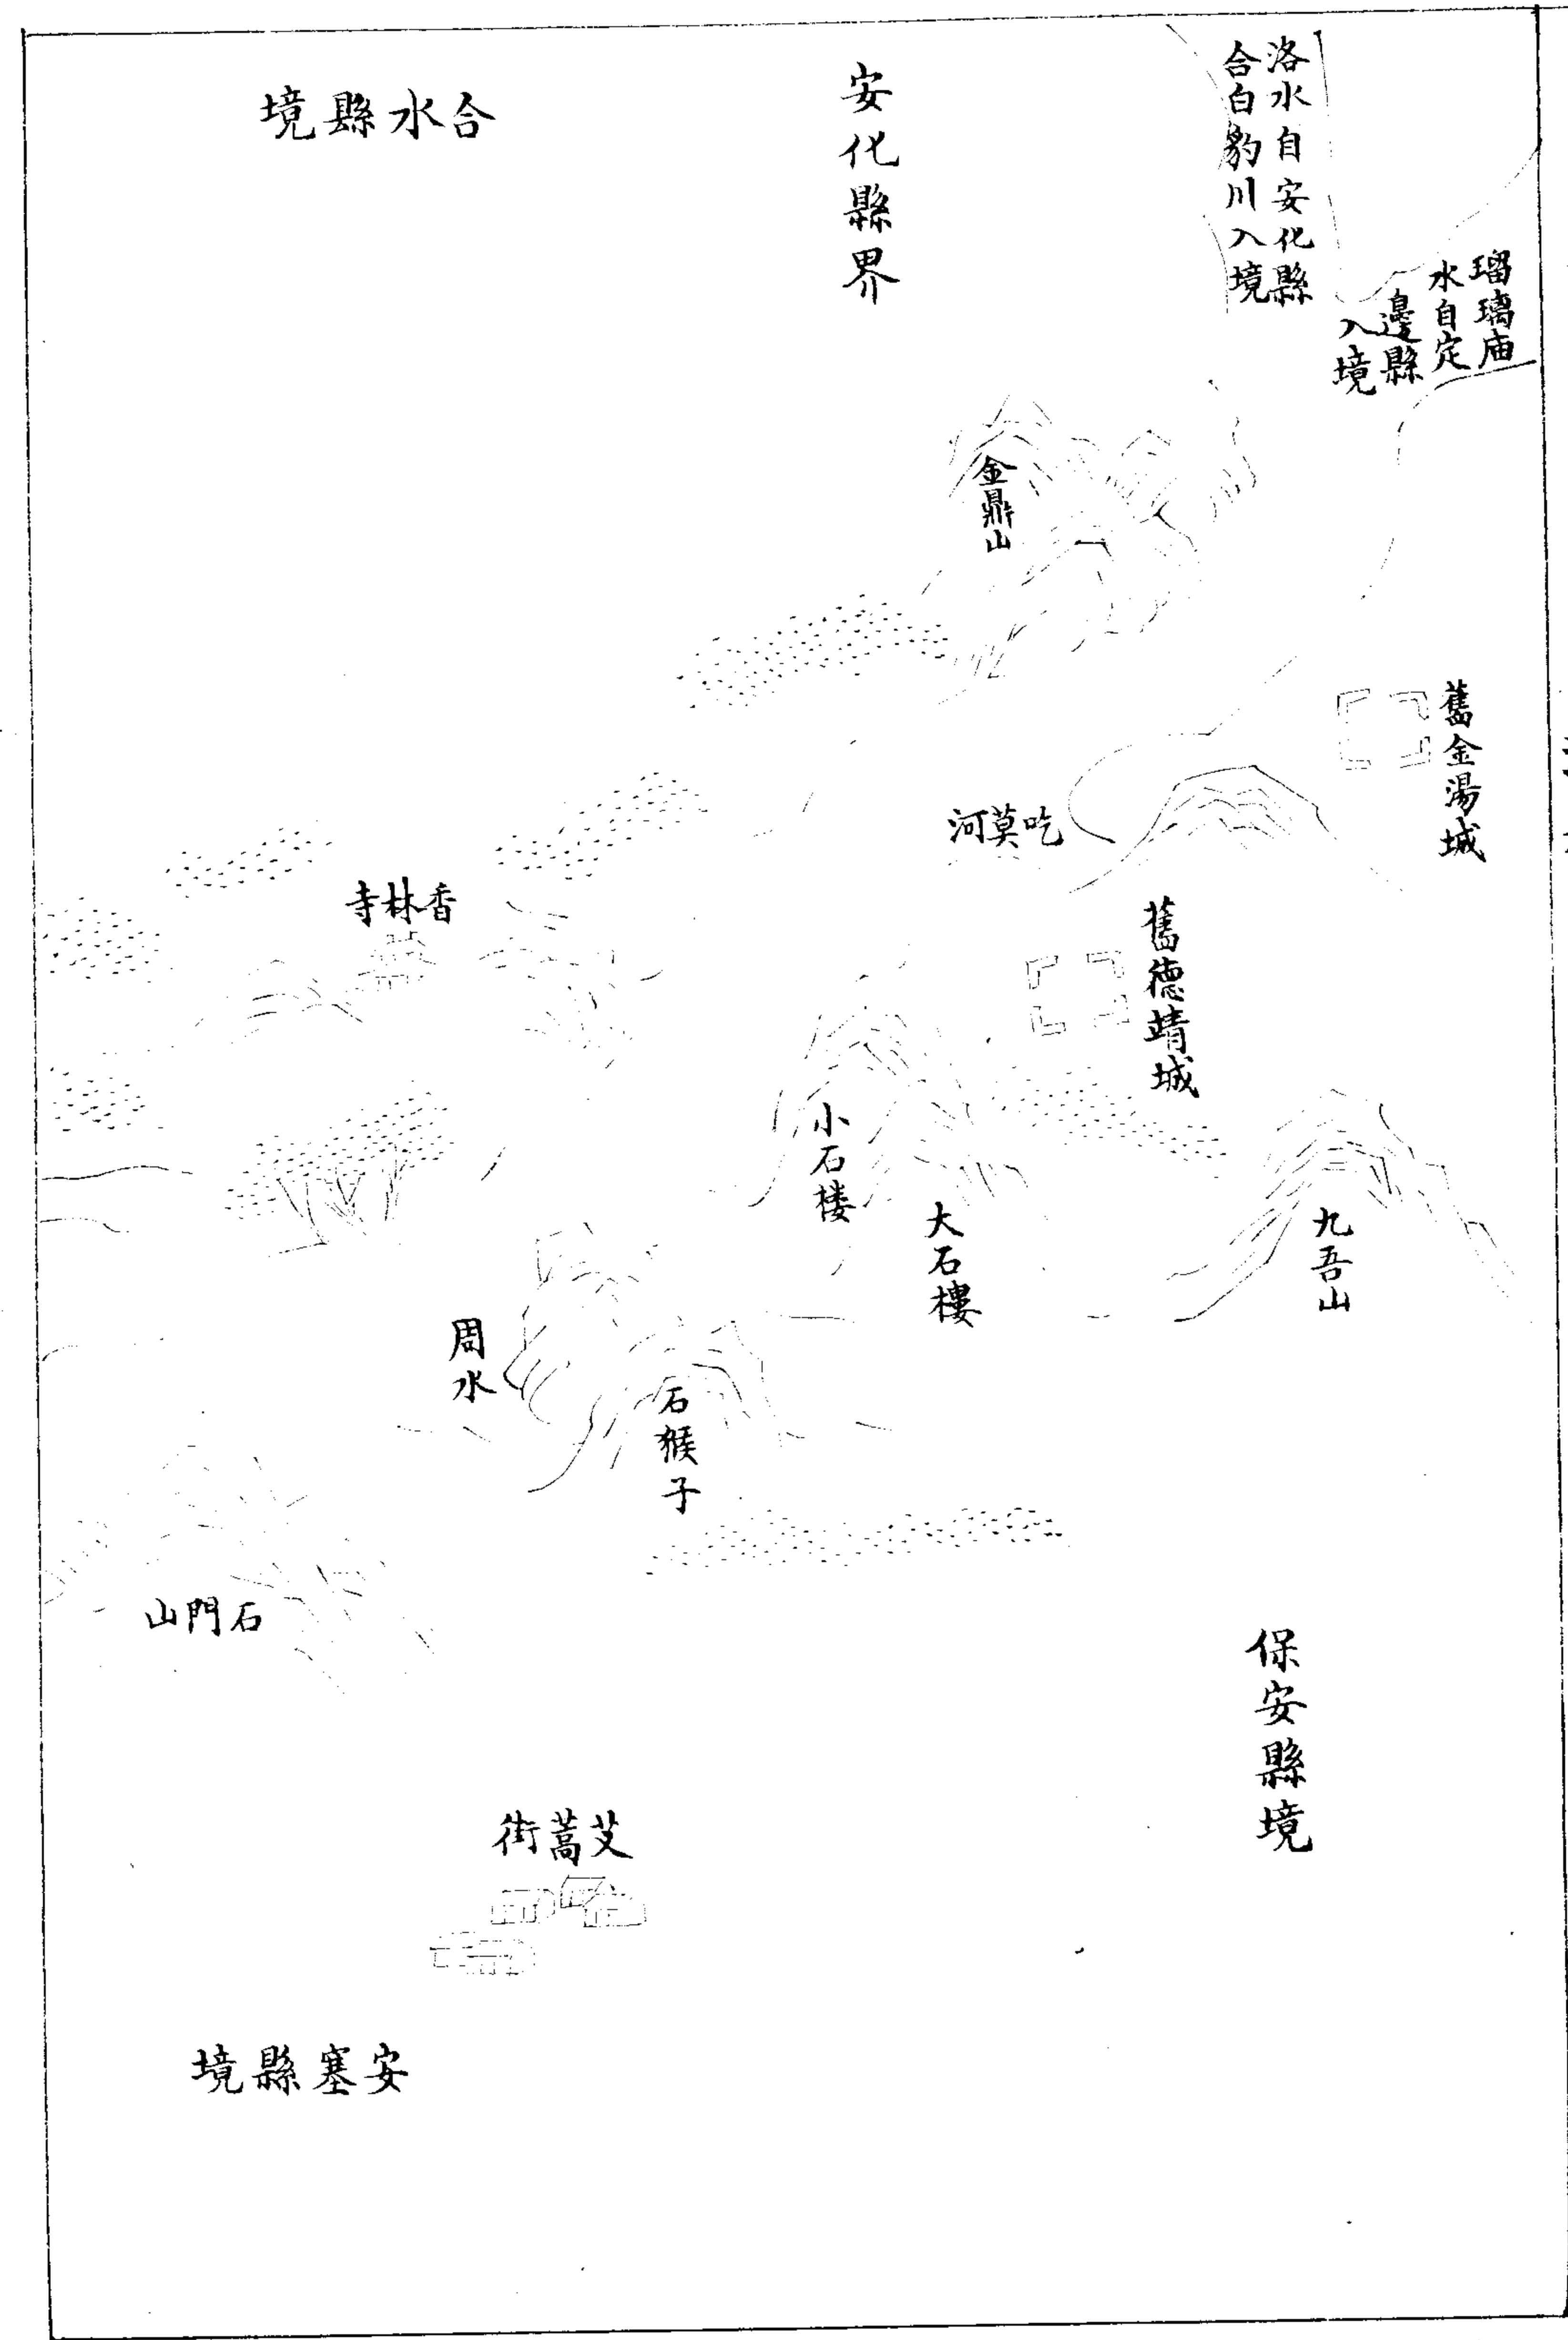 瑠璃庙
水自定
邊縣
入境
洛水自安化縣
合白豹川入境
安化縣界
合水縣境
金鼎山
舊金湯城
吃莫河
舊德靖城
香林寺
九吾山
大石樓
小石楼
石猴子
周水
石門山
保安縣境
艾蒿街
安塞縣境